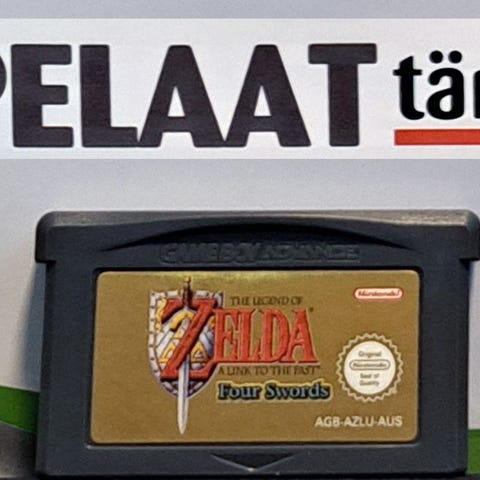 PELAAT tä
GAME BOY ADVANCE
THE LEGEND OF
ZELDA
A LINK TO THE PAST
Four Swords
Nintendo
Original
Nintendo
Seal of
Quality
AGB-AZLU-AUS